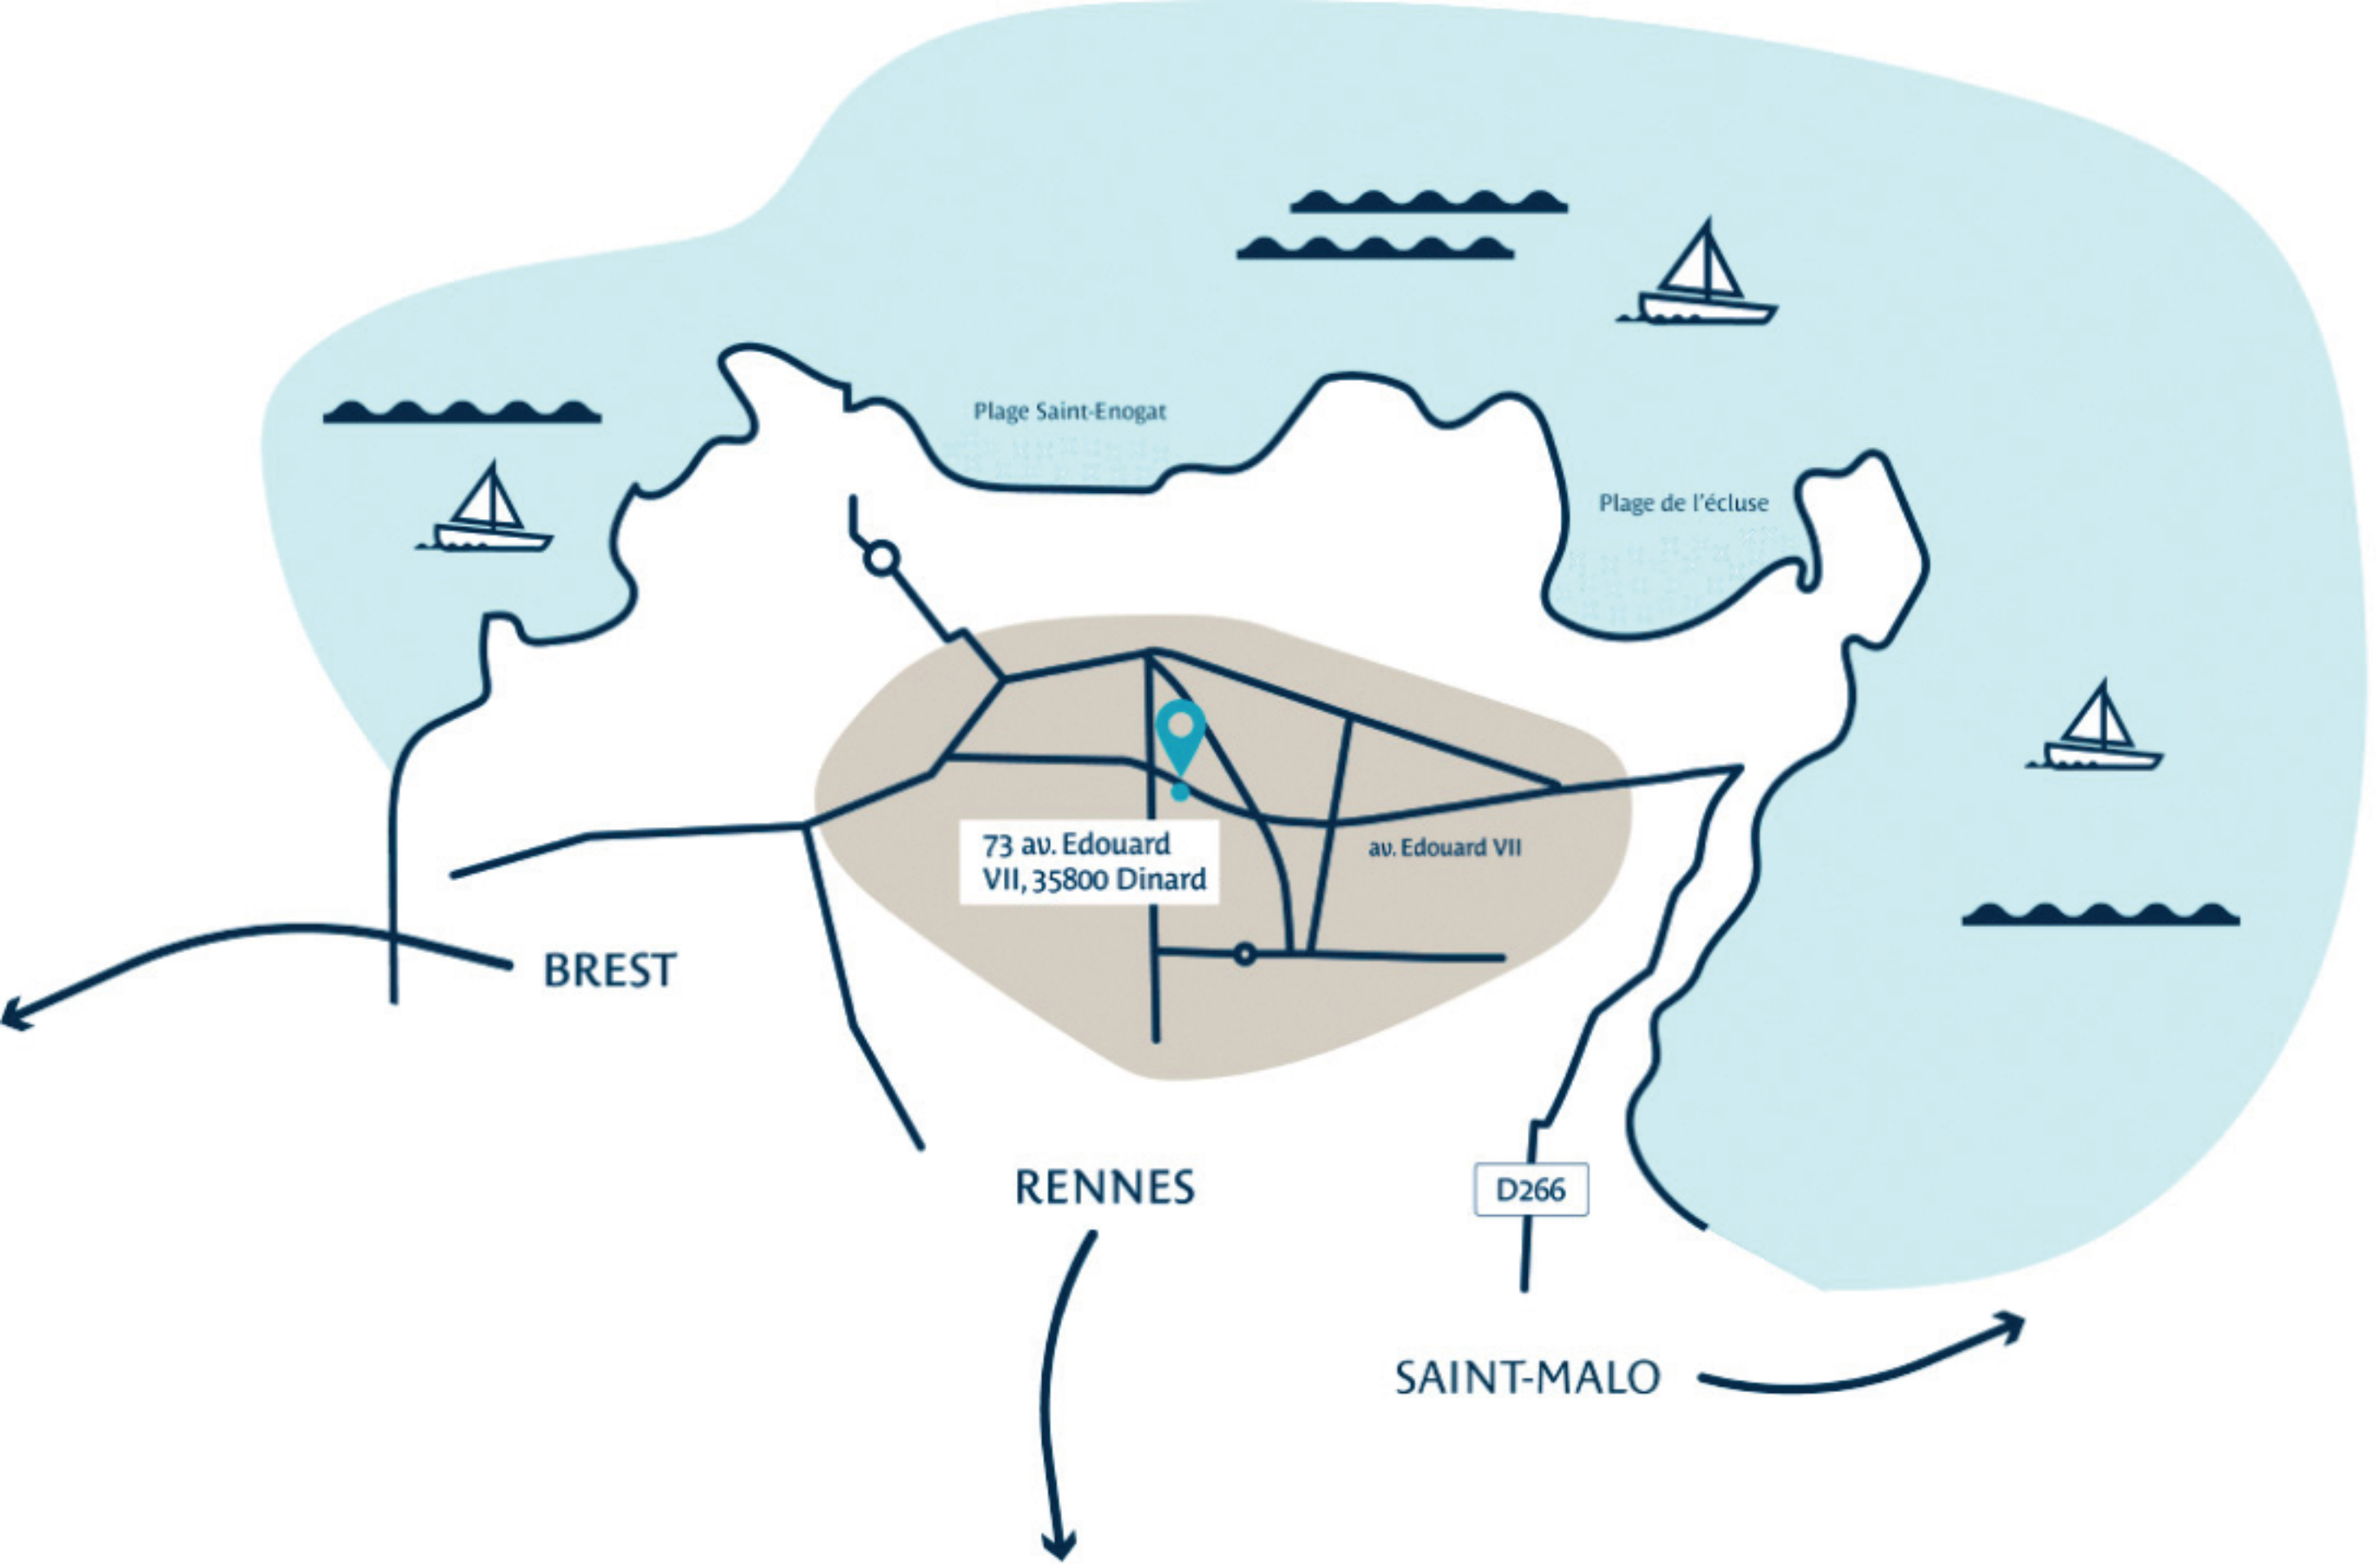 Plage Saint-Enogat
Plage de l'écluse
73 av. Edouard
VII, 35800 Dinard
av. Edouard VII
BREST
RENNES
D266
SAINT-MALO